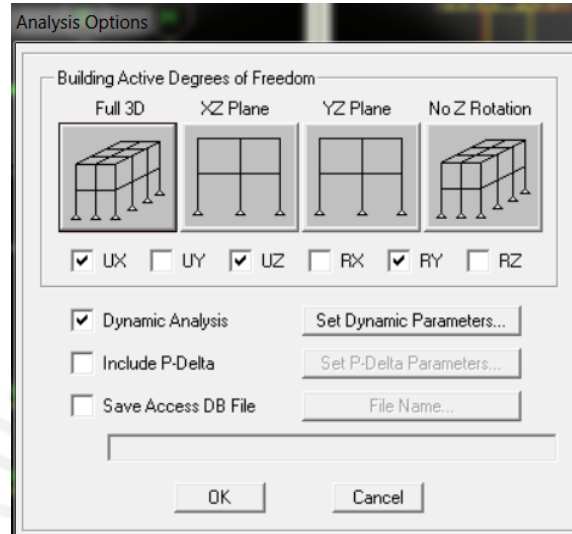 Analysis Options
Building Active Degrees of Freedom
Full 3D XZ Plane YZ Plane No Z Rotation
UX UY UZ RX RY RZ
Dynamic Analysis Set Dynamic Parameters...
Include P-Delta Set P-Delta Parameters...
Save Access DB File File Name...
OK Cancel